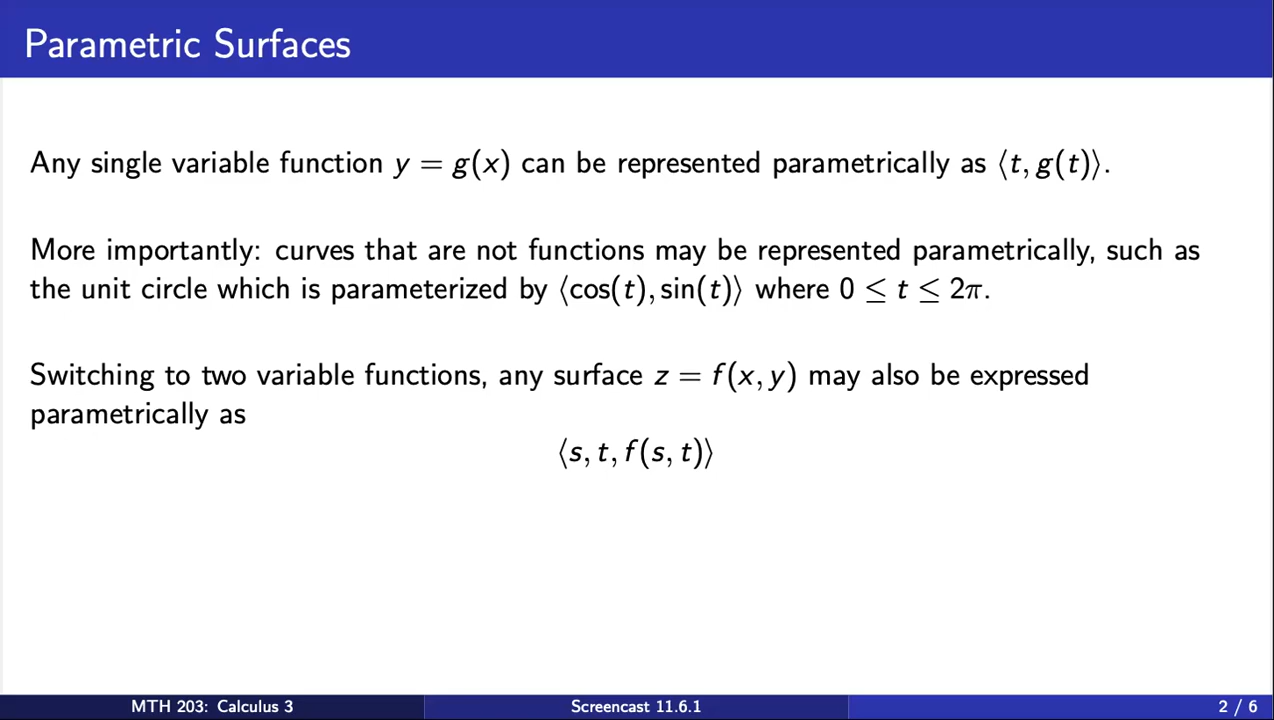 Parametric Surfaces
Any single variable function y = g(x) can be represented parametrically as ⟨t, g(t)⟩.
More importantly: curves that are not functions may be represented parametrically, such as
the unit circle which is parameterized by ⟨cos(t), sin(t)⟩ where 0 ≤ t ≤ 2π.
Switching to two variable functions, any surface z = f(x, y) may also be expressed
parametrically as
⟨s, t, f(s, t)⟩
MTH 203: Calculus 3
Screencast 11.6.1
2 / 6